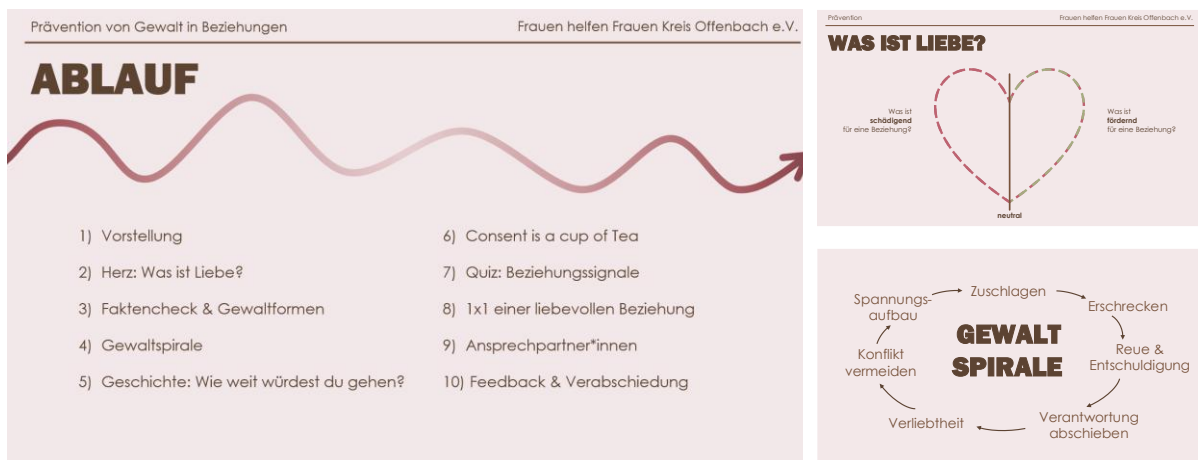 Prävention von Gewalt in Beziehungen
Frauen helfen Frauen Kreis Offenbach e.V.
ABLAUF
1) Vorstellung
2) Herz: Was ist Liebe?
3) Faktencheck & Gewaltformen
4) Gewaltspirale
5) Geschichte: Wie weit würdest du gehen?
6) Consent is a cup of Tea
7) Quiz: Beziehungssignale
8) 1x1 einer liebevollen Beziehung
9) Ansprechpartner*innen
10) Feedback & Verabschiedung
Prävention
Frauen helfen Frauen Kreis Offenbach e.V.
WAS IST LIEBE?
Was ist
schädigend
für eine Beziehung?
Was ist
fördernd
für eine Beziehung?
neutral
GEWALT
SPIRALE
Zuschlagen
Erschrecken
Reue &
Entschuldigung
Verantwortung
abschieben
Verliebtheit
Konflikt
vermeiden
Spannungs-
aufbau